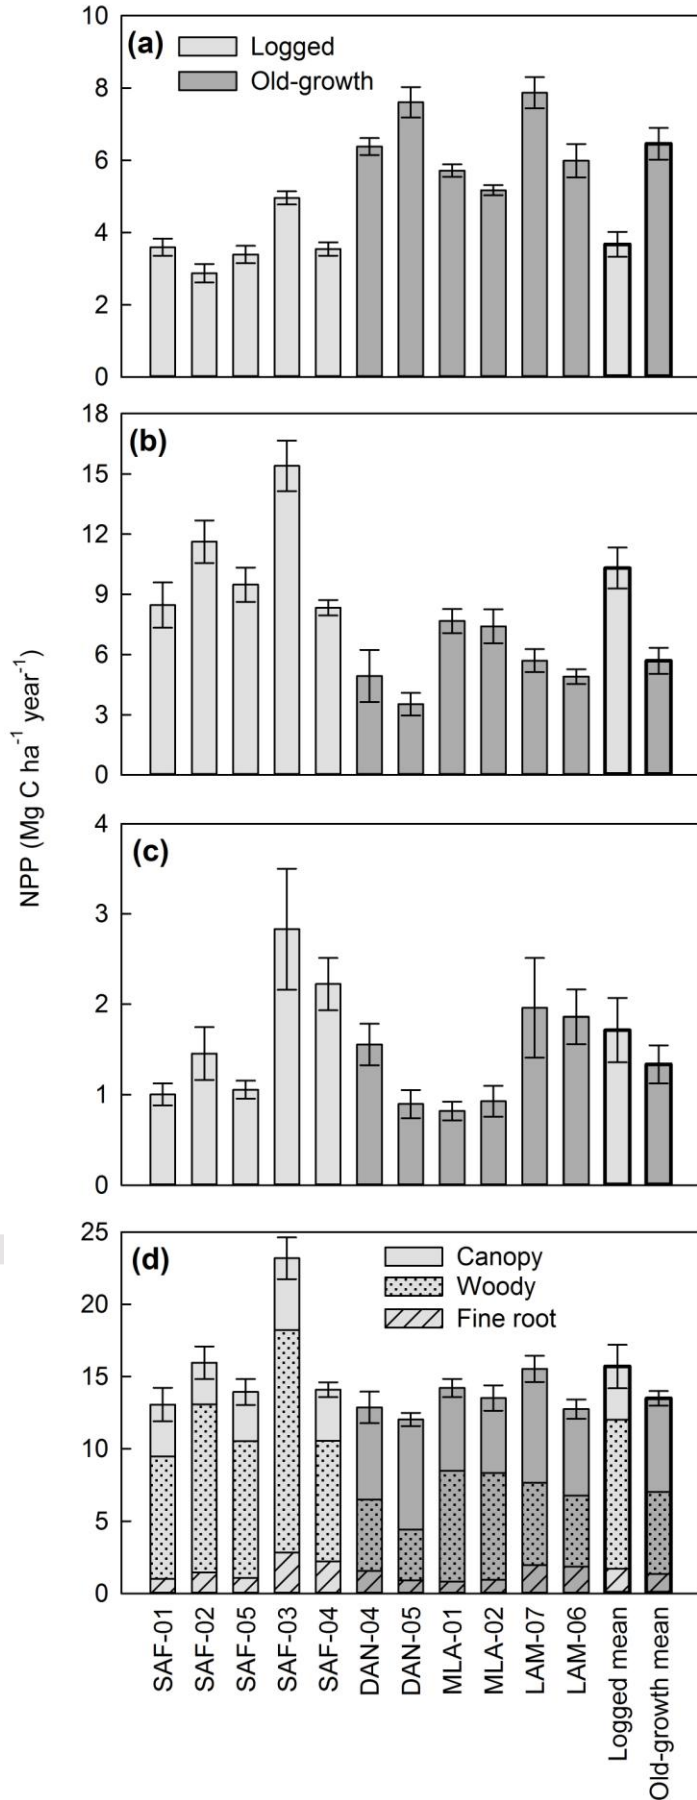 (a)
Logged
Old-growth
10
8
6
4
2
0
(b)
18
15
12
9
6
3
0
NPP (Mg C ha⁻¹ year⁻¹)
(c)
4
3
2
1
0
(d)
Canopy
Woody
Fine root
25
20
15
10
5
0
SAF-01
SAF-02
SAF-05
SAF-03
SAF-04
DAN-04
DAN-05
MLA-01
MLA-02
LAM-07
LAM-06
Logged mean
Old-growth mean